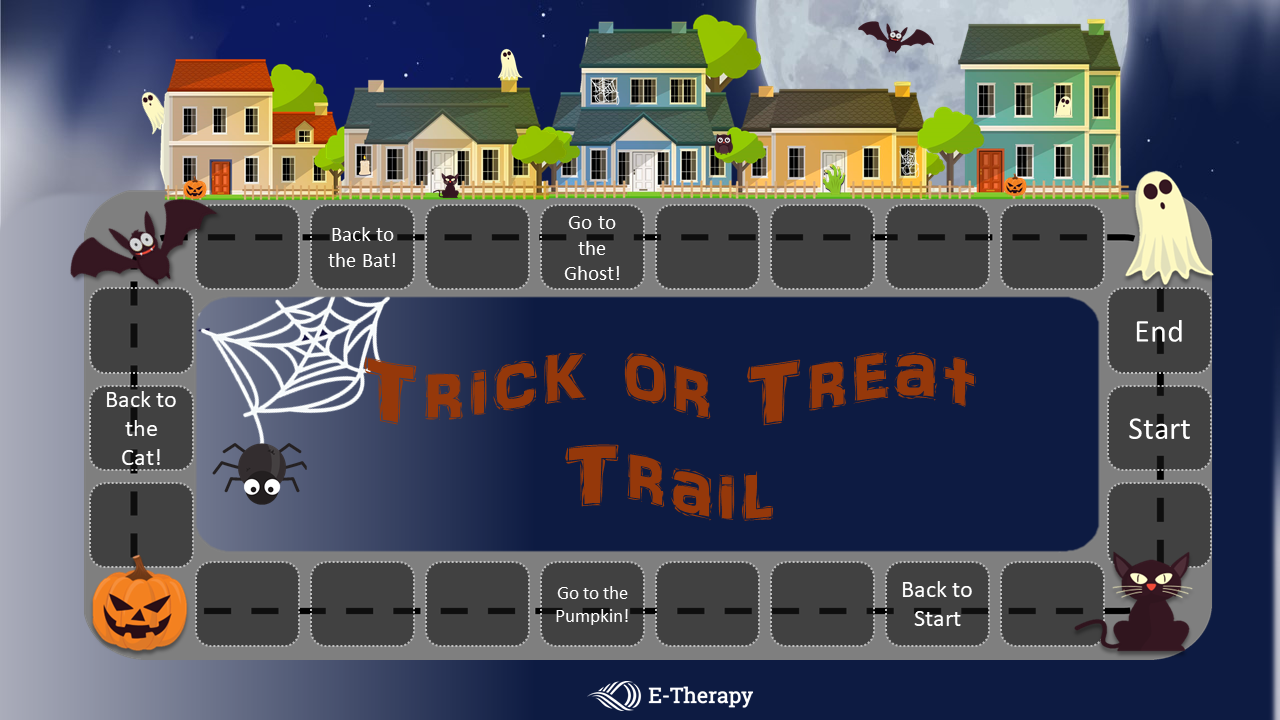 Back to
the Bat!
Go to
the
Ghost!
End
Back to
the
Cat!
Start
Trick or Treat
Trail
Go to the
Pumpkin!
Back to
Start
E-Therapy